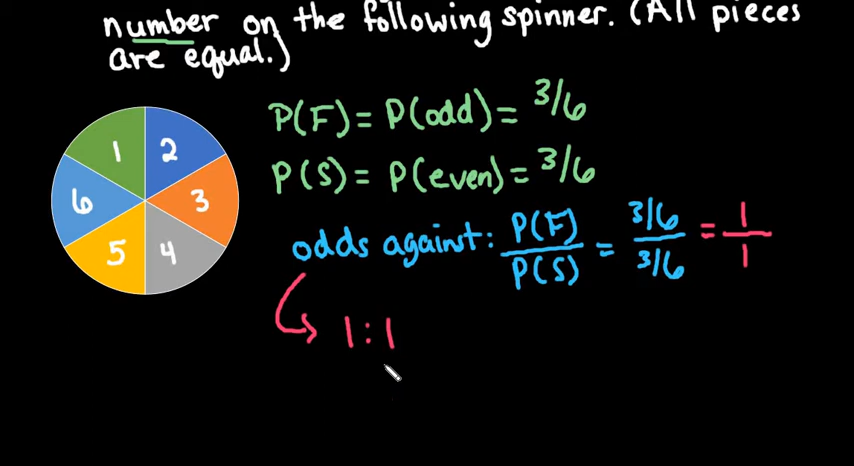 number on the following spinner. (All pieces
are equal.)
P(F) = P(odd) = 3/6
1 2
P(S) = P(even) = 3/6
6 3
odds against: P(F)/P(S) = 3/6/3/6 = 1/1
5 4
1:1